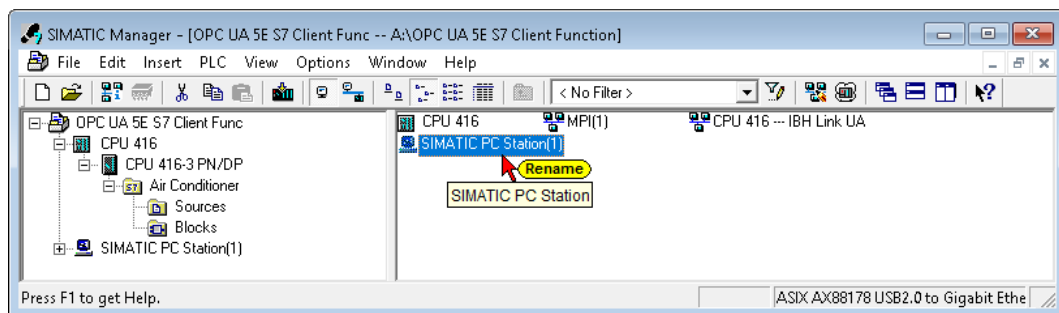 SIMATIC Manager - [OPC UA 5E S7 Client Func -- A:\OPC UA 5E S7 Client Function]
File Edit Insert PLC View Options Window Help
< No Filter >
OPC UA 5E S7 Client Func
CPU 416
CPU 416-3 PN/DP
S7 Air Conditioner
Sources
Blocks
SIMATIC PC Station(1)
CPU 416 MPI(1) CPU 416 --- IBH Link UA
SIMATIC PC Station(1)
Rename
SIMATIC PC Station
Press F1 to get Help. ASIX AX88178 USB2.0 to Gigabit Ethe